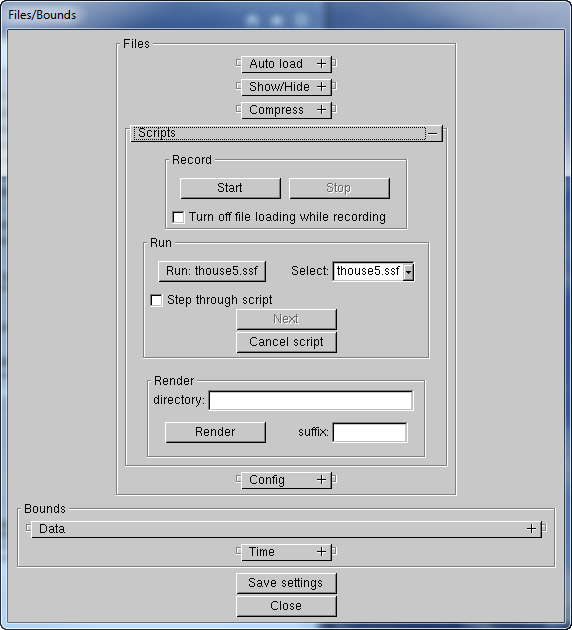 Files/Bounds
Files
Auto load +
Show/Hide +
Compress +
Scripts −
Record
Start Stop
Turn off file loading while recording
Run
Run: thouse5.ssf Select: thouse5.ssf
Step through script
Next
Cancel script
Render
directory:
Render suffix:
Config +
Bounds
Data +
Time +
Save settings
Close